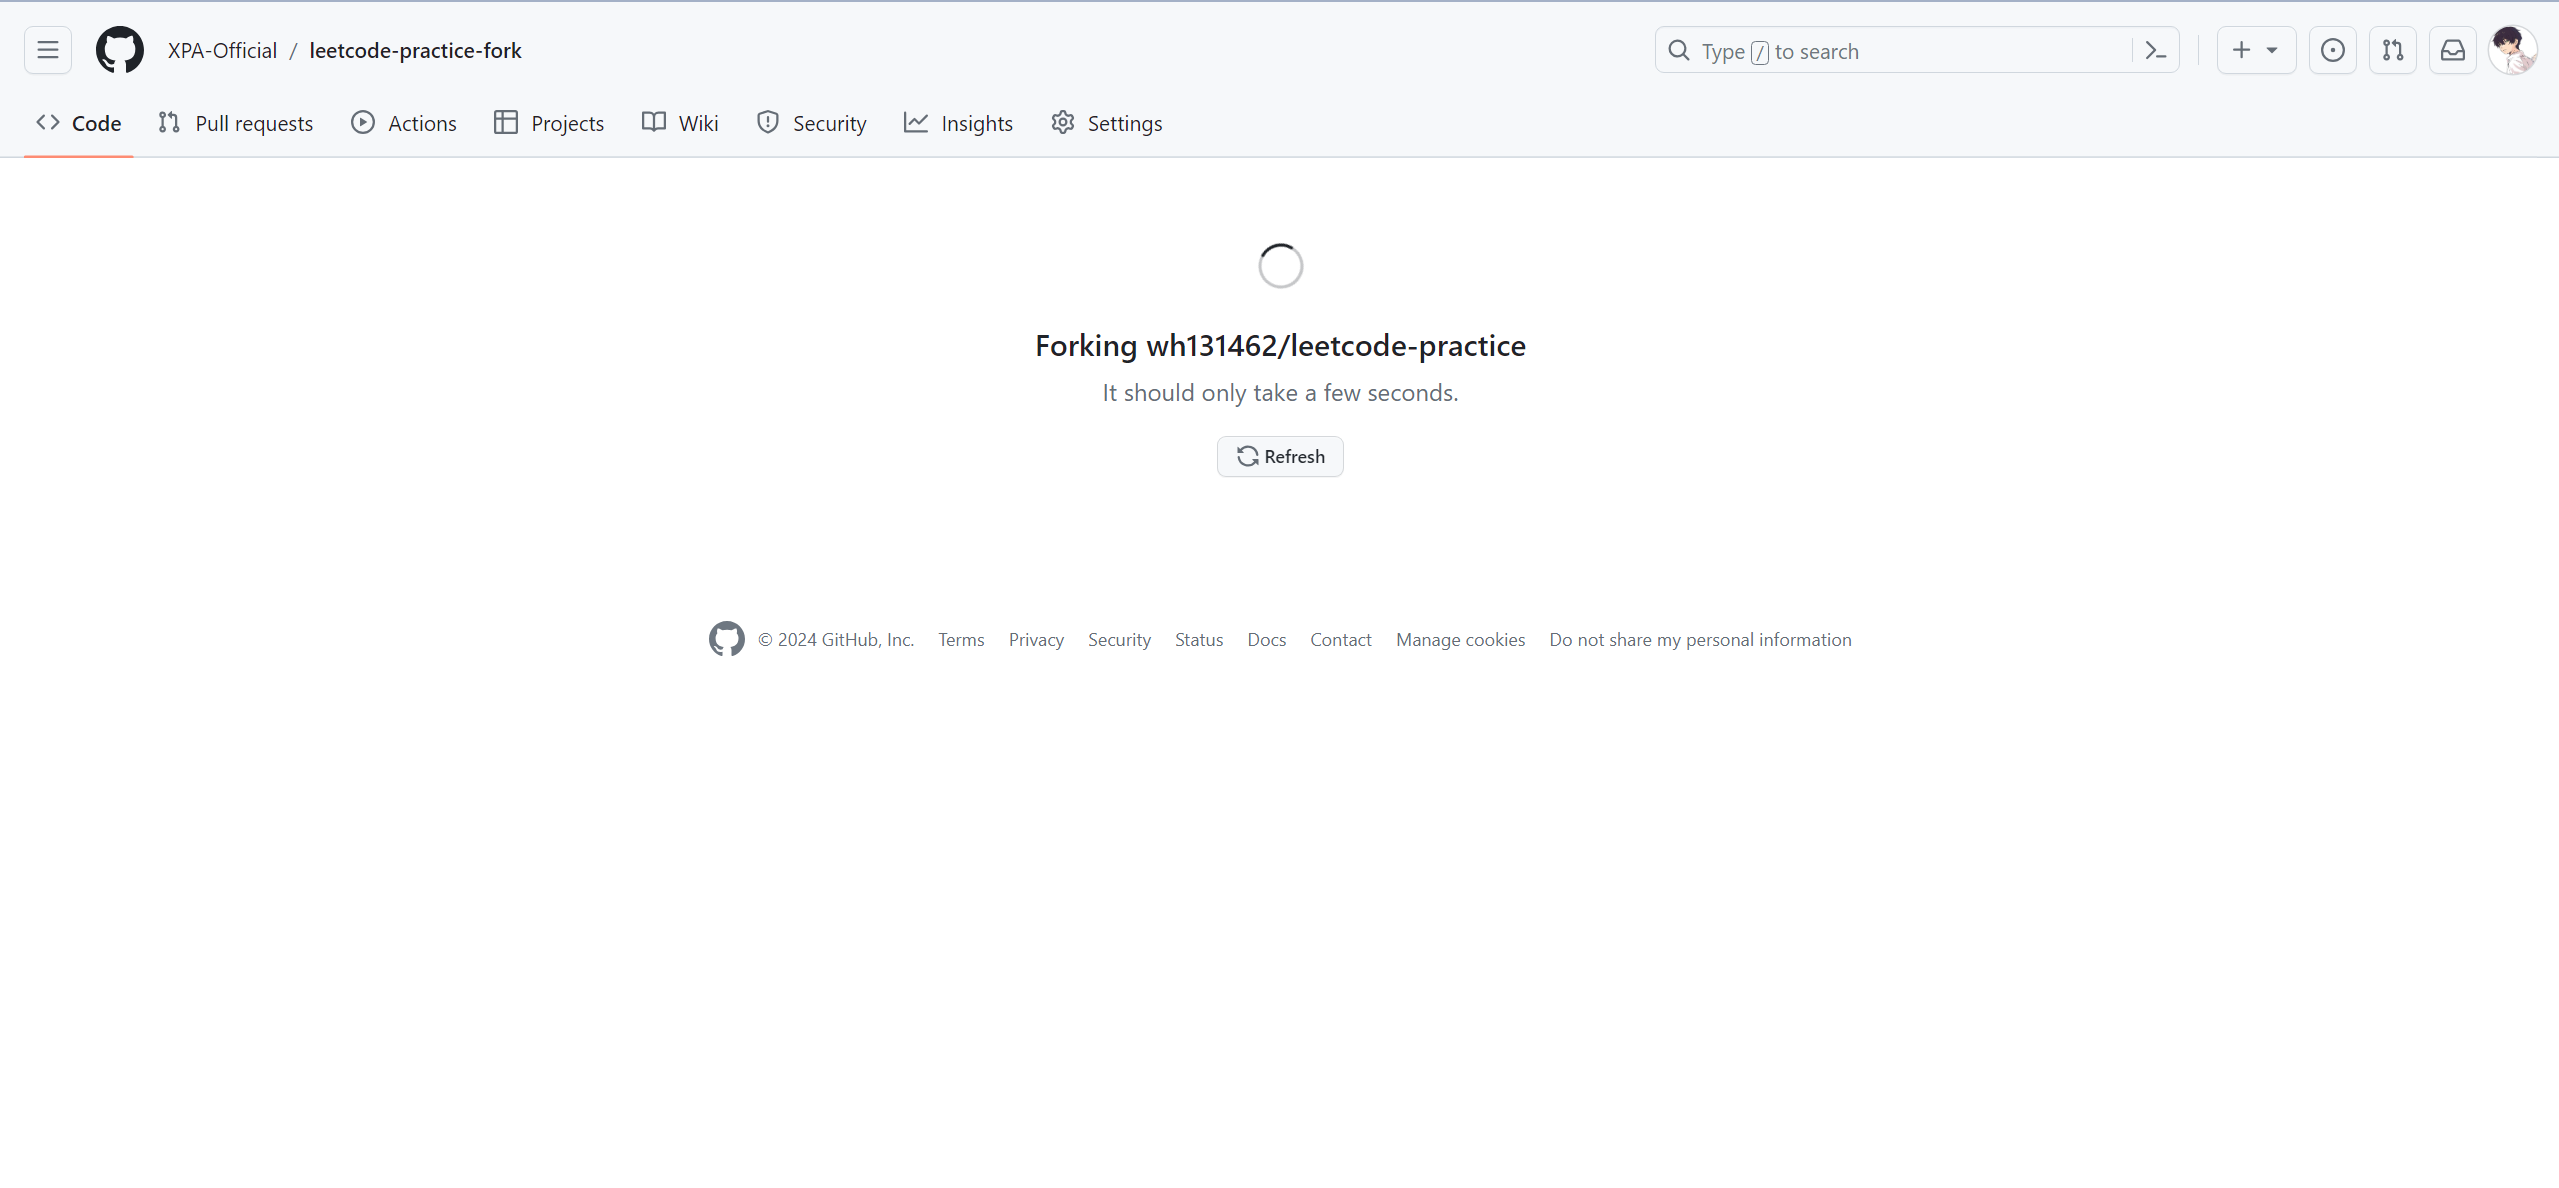 XPA-Official / leetcode-practice-fork
Type / to search
Code Pull requests Actions Projects Wiki Security Insights Settings
Forking wh131462/leetcode-practice
It should only take a few seconds.
Refresh
© 2024 GitHub, Inc. Terms Privacy Security Status Docs Contact Manage cookies Do not share my personal information